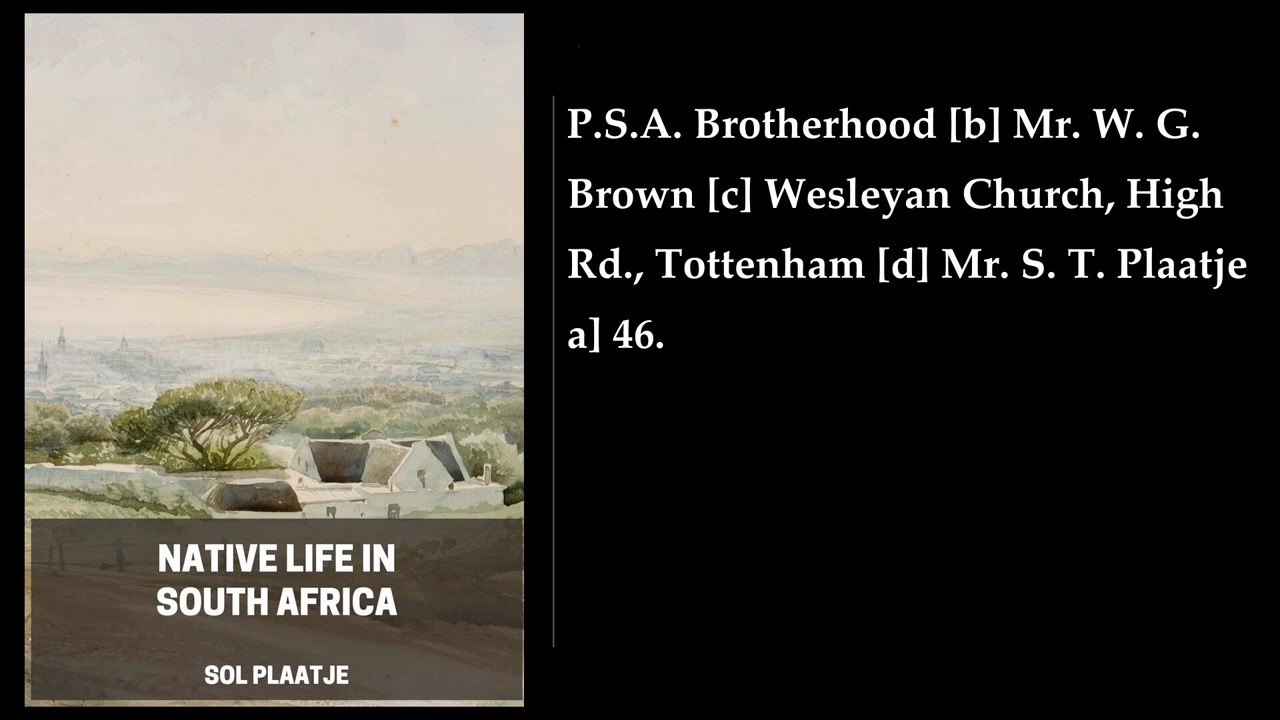 P.S.A. Brotherhood [b] Mr. W. G.
Brown [c] Wesleyan Church, High
Rd., Tottenham [d] Mr. S. T. Plaatje
a] 46.
NATIVE LIFE IN
SOUTH AFRICA
SOL PLAATJE